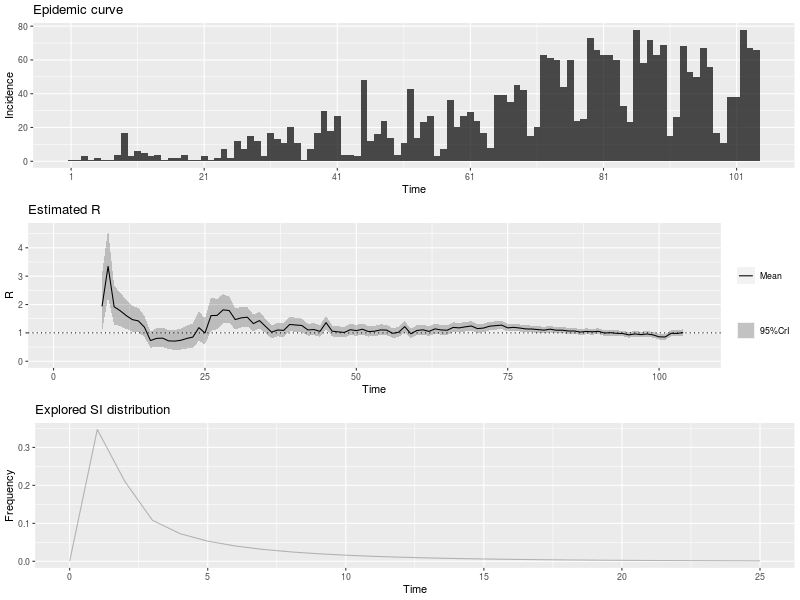 Epidemic curve
80
60
40
20
0
Incidence
1 21 41 61 81 101
Time
Estimated R
4
3
2
1
0
R
0 25 50 75 100
Time
Mean
95%CrI
Explored SI distribution
0.3
0.2
0.1
0.0
Frequency
0 5 10 15 20 25
Time